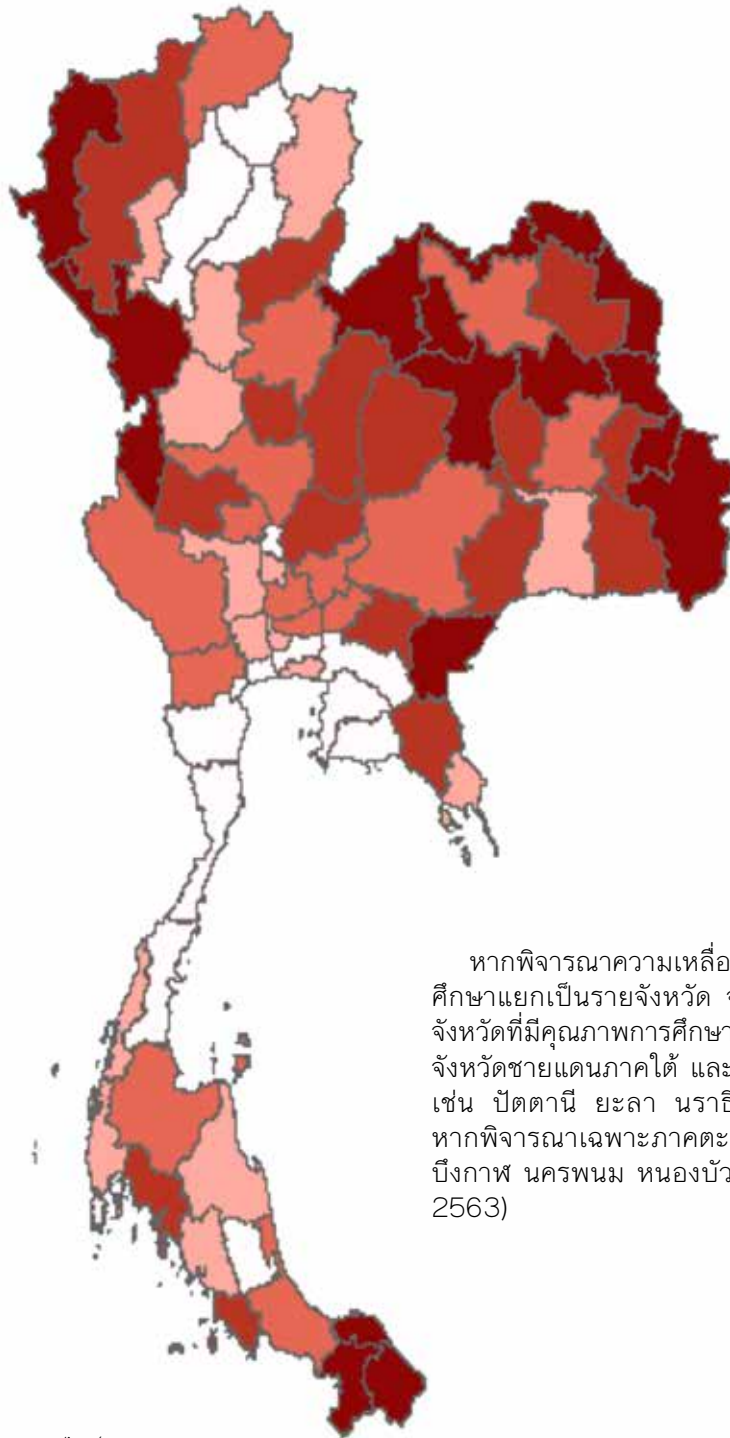 หากพิจารณาความเหลื่อ
ศึกษาแยกเป็นรายจังหวัด จ
จังหวัดที่มีคุณภาพการศึกษา
จังหวัดชายแดนภาคใต้ และ
เช่น ปัตตานี ยะลา นราธิ
หากพิจารณาเฉพาะภาคตะ
บึงกาฬ นครพนม หนองบัว
2563)